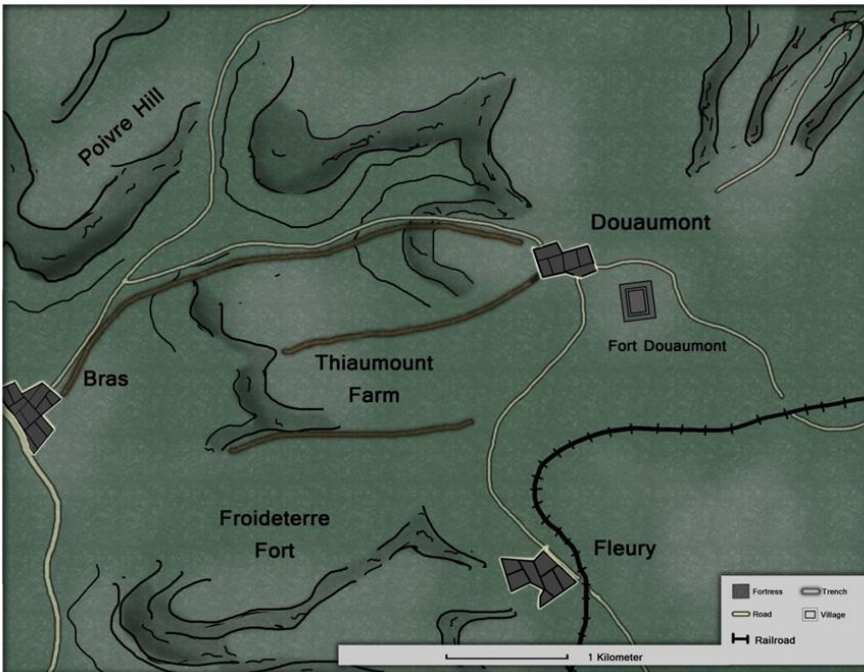 Poivre Hill
Douaumont
Fort Douaumont
Thiaumount
Farm
Bras
Froideterre
Fort
Fleury
Fortress
Trench
Road
Village
Railroad
1 Kilometer